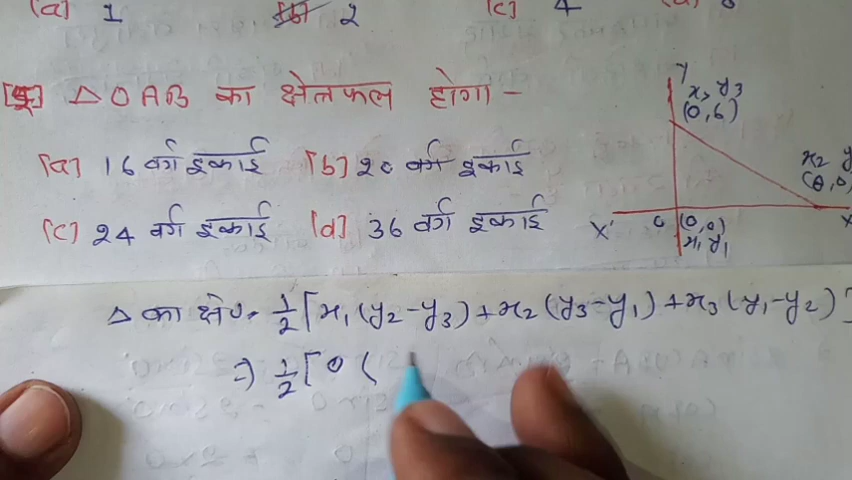 [a] 1 [b] 2 [c] 4
△OAB का क्षेत्रफल होगा -
[a] 16 वर्ग इकाई [b] 20 वर्ग इकाई
[c] 24 वर्ग इकाई [d] 36 वर्ग इकाई
Y
x₃ y₃
(0,6)
x₂ y
(8,0
X' O (0,0) X
x₁ y₁
△ का क्षे० = 1/2 [x₁(y₂-y₃)+x₂(y₃-y₁)+x₃(y₁-y₂)]
⇒ 1/2 [0 (